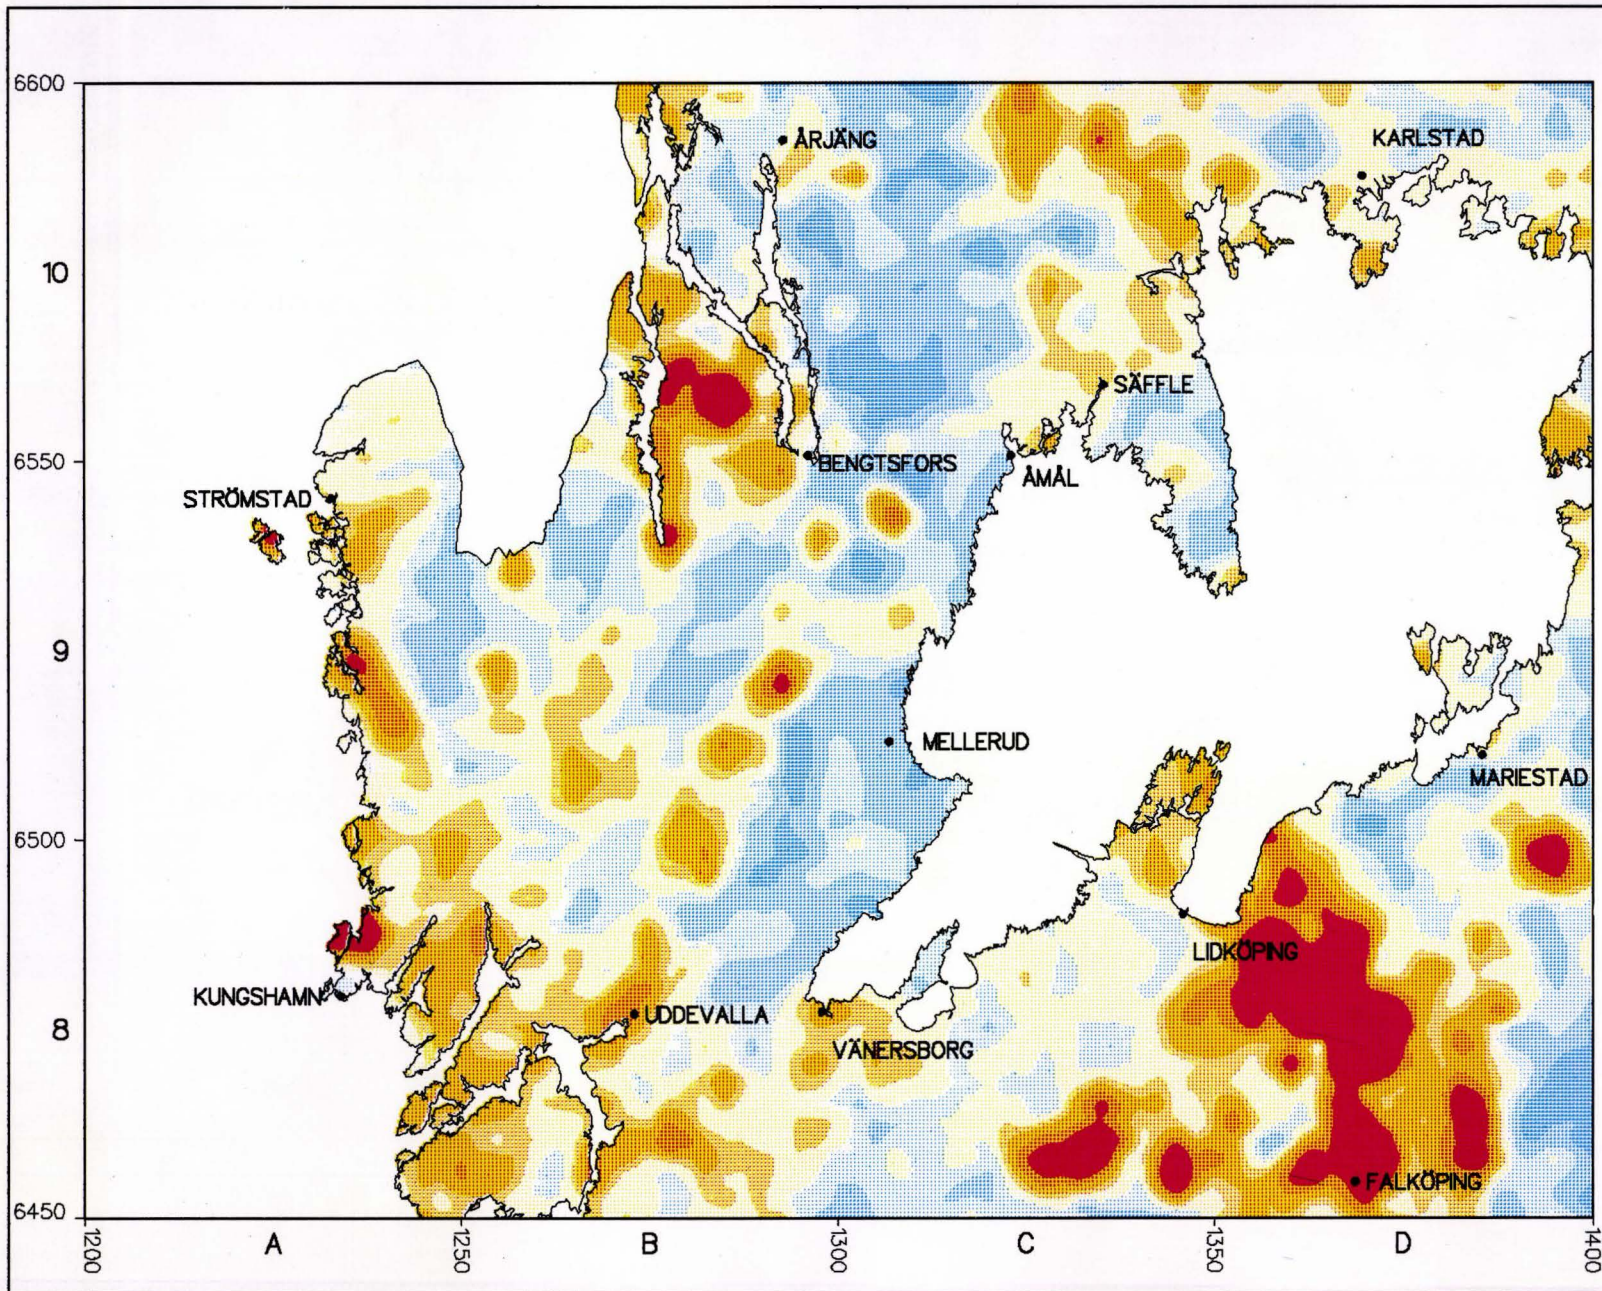 6600
ÅRJÄNG
KARLSTAD
10
SÄFFLE
6550
BENGTSFORS
ÅMÅL
STRÖMSTAD
9
MELLERUD
MARIESTAD
6500
LIDKÖPING
KUNGSHAMN
UDDEVALLA
8
VÄNERSBORG
FALKÖPING
6450
1200
A
1250
B
1300
C
1350
D
1400